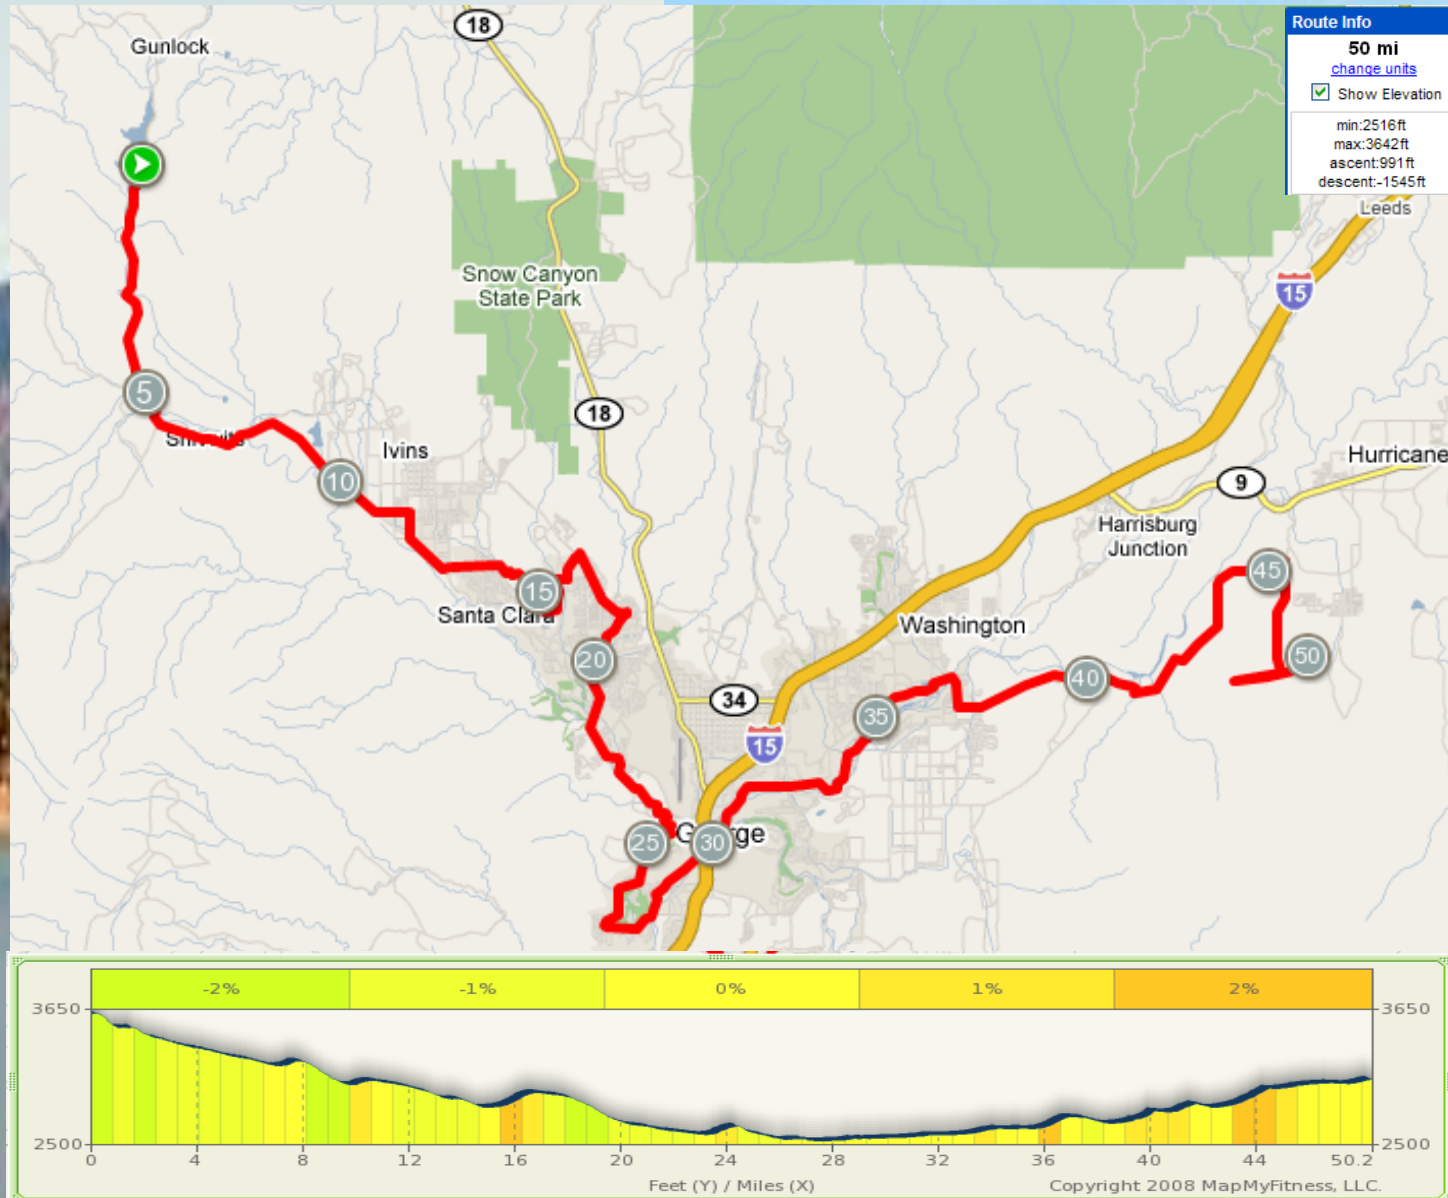 18
Gunlock
Route Info
50 mi
change units
Show Elevation
min:2516ft
max:3642ft
ascent:991ft
descent:-1545ft
Leeds
Snow Canyon
State Park
15
5
18
Ivins
Hurricane
10
9
Harrisburg
Junction
15
45
Santa Clara
Washington
20
50
40
34
35
15
25
30
-2%
-1%
0%
1%
2%
3650
3650
2500
2500
0
4
8
12
16
20
24
28
32
36
40
44
50.2
Feet (Y) / Miles (X)
Copyright 2008 MapMyFitness, LLC.